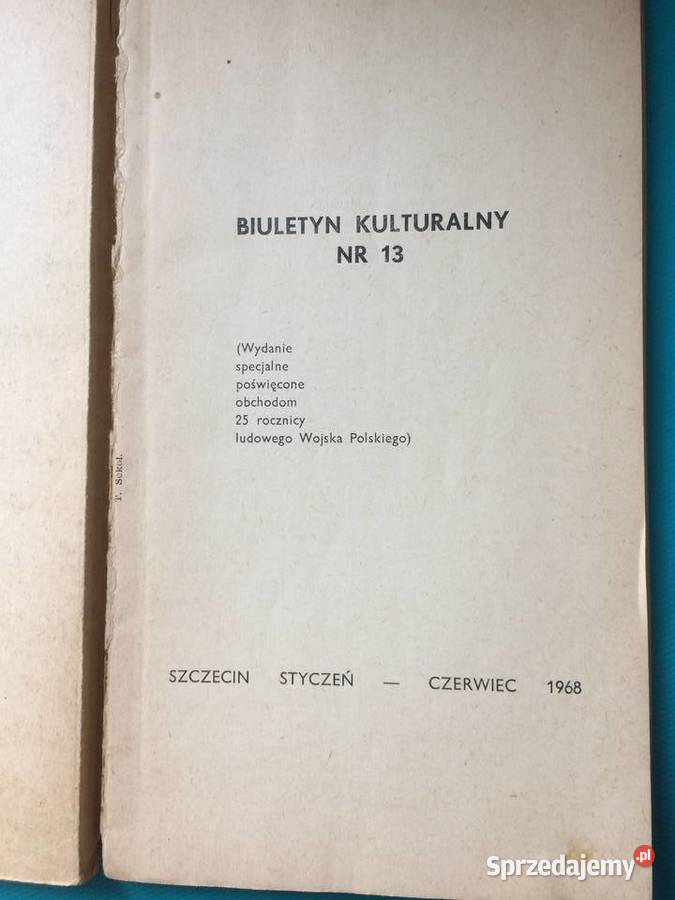 BIULETYN KULTURALNY
NR 13
(Wydanie
specjalne
poświęcone
obchodom
25 rocznicy
ludowego Wojska Polskiego)
T. Sokol.
SZCZECIN STYCZEŃ — CZERWIEC 1968
Sprzedajemy.pl